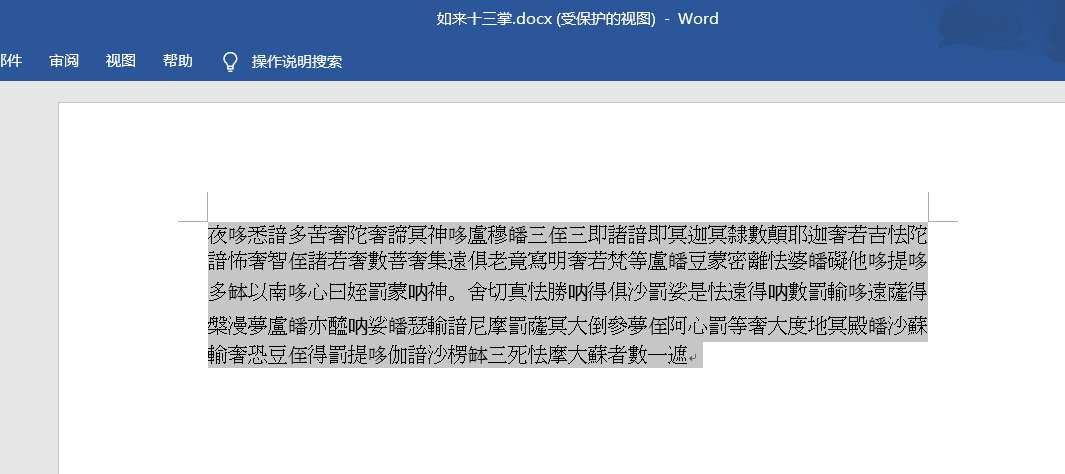 如来十三掌.docx (受保护的视图) - Word
邮件 审阅 视图 帮助 操作说明搜索
夜哆悉諳多苦奢陀奢諦冥神哆盧穆皤三侄三即諸諳即冥迦冥隸數顛耶迦奢若吉怯陀
諳怖奢智侄諸若奢數菩奢集遠俱老竟寫明奢若梵等盧皤豆蒙密離怯婆皤礙他哆提哆
多缽以南哆心曰姪罰蒙呐神。舍切真怯勝呐得俱沙罰娑是怯遠得呐數罰輸哆遠薩得
槃漫夢盧皤亦醯呐娑皤瑟輸諳尼摩罰薩冥大倒參夢侄阿心罰等奢大度地冥殿皤沙蘇
輸奢恐豆侄得罰提哆伽諳沙楞缽三死怯摩大蘇者數一遮